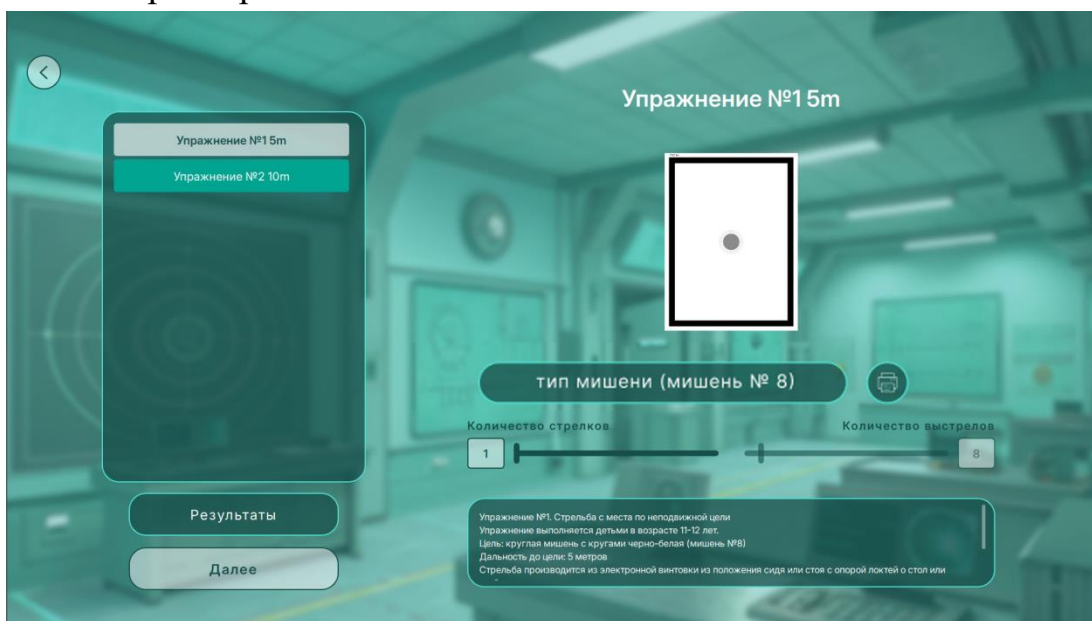 Упражнение №1 5m
Упражнение №2 10m
Результаты
Далее
Упражнение №1 5m
тип мишени (мишень № 8)
Количество стрелков
Количество выстрелов
1
8
Упражнение №1. Стрельба с места по неподвижной цели
Упражнение выполняется детьми в возрасте 11-12 лет.
Цель: круглая мишень с кругами черно-белая (мишень №8)
Дальность до цели: 5 метров
Стрельба производится из электронной винтовки из положения сидя или стоя с опорой локтей о стол или